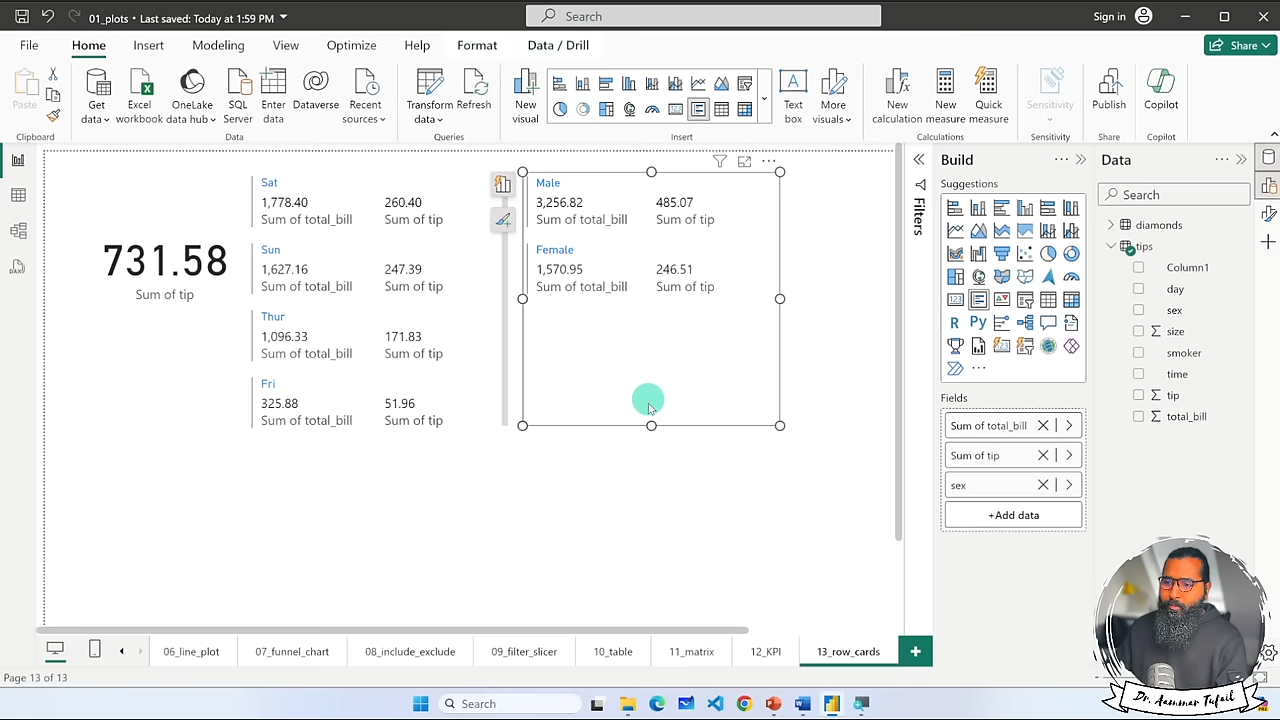 01_plots • Last saved: Today at 1:59 PM
Search
Sign in
File
Home
Insert
Modeling
View
Optimize
Help
Format
Data / Drill
Share
Paste
Get data
Excel workbook
OneLake data hub
SQL Server
Enter data
Dataverse
Recent sources
Transform data
Refresh
New visual
Text box
More visuals
New calculation
New measure
Quick measure
Sensitivity
Publish
Copilot
Clipboard
Data
Queries
Insert
Calculations
Sensitivity
Share
Copilot
731.58
Sum of tip
Sat
1,778.40 260.40
Sum of total_bill Sum of tip
Sun
1,627.16 247.39
Sum of total_bill Sum of tip
Thur
1,096.33 171.83
Sum of total_bill Sum of tip
Fri
325.88 51.96
Sum of total_bill Sum of tip
Male
3,256.82 485.07
Sum of total_bill Sum of tip
Female
1,570.95 246.51
Sum of total_bill Sum of tip
Filters
Build
Suggestions
R Py
Fields
Sum of total_bill
Sum of tip
sex
+Add data
Data
Search
diamonds
tips
Column1
day
sex
size
smoker
time
tip
total_bill
06_line_plot
07_funnel_chart
08_include_exclude
09_filter_slicer
10_table
11_matrix
12_KPI
13_row_cards
Page 13 of 13
Search
Dr. Aammar Tufail